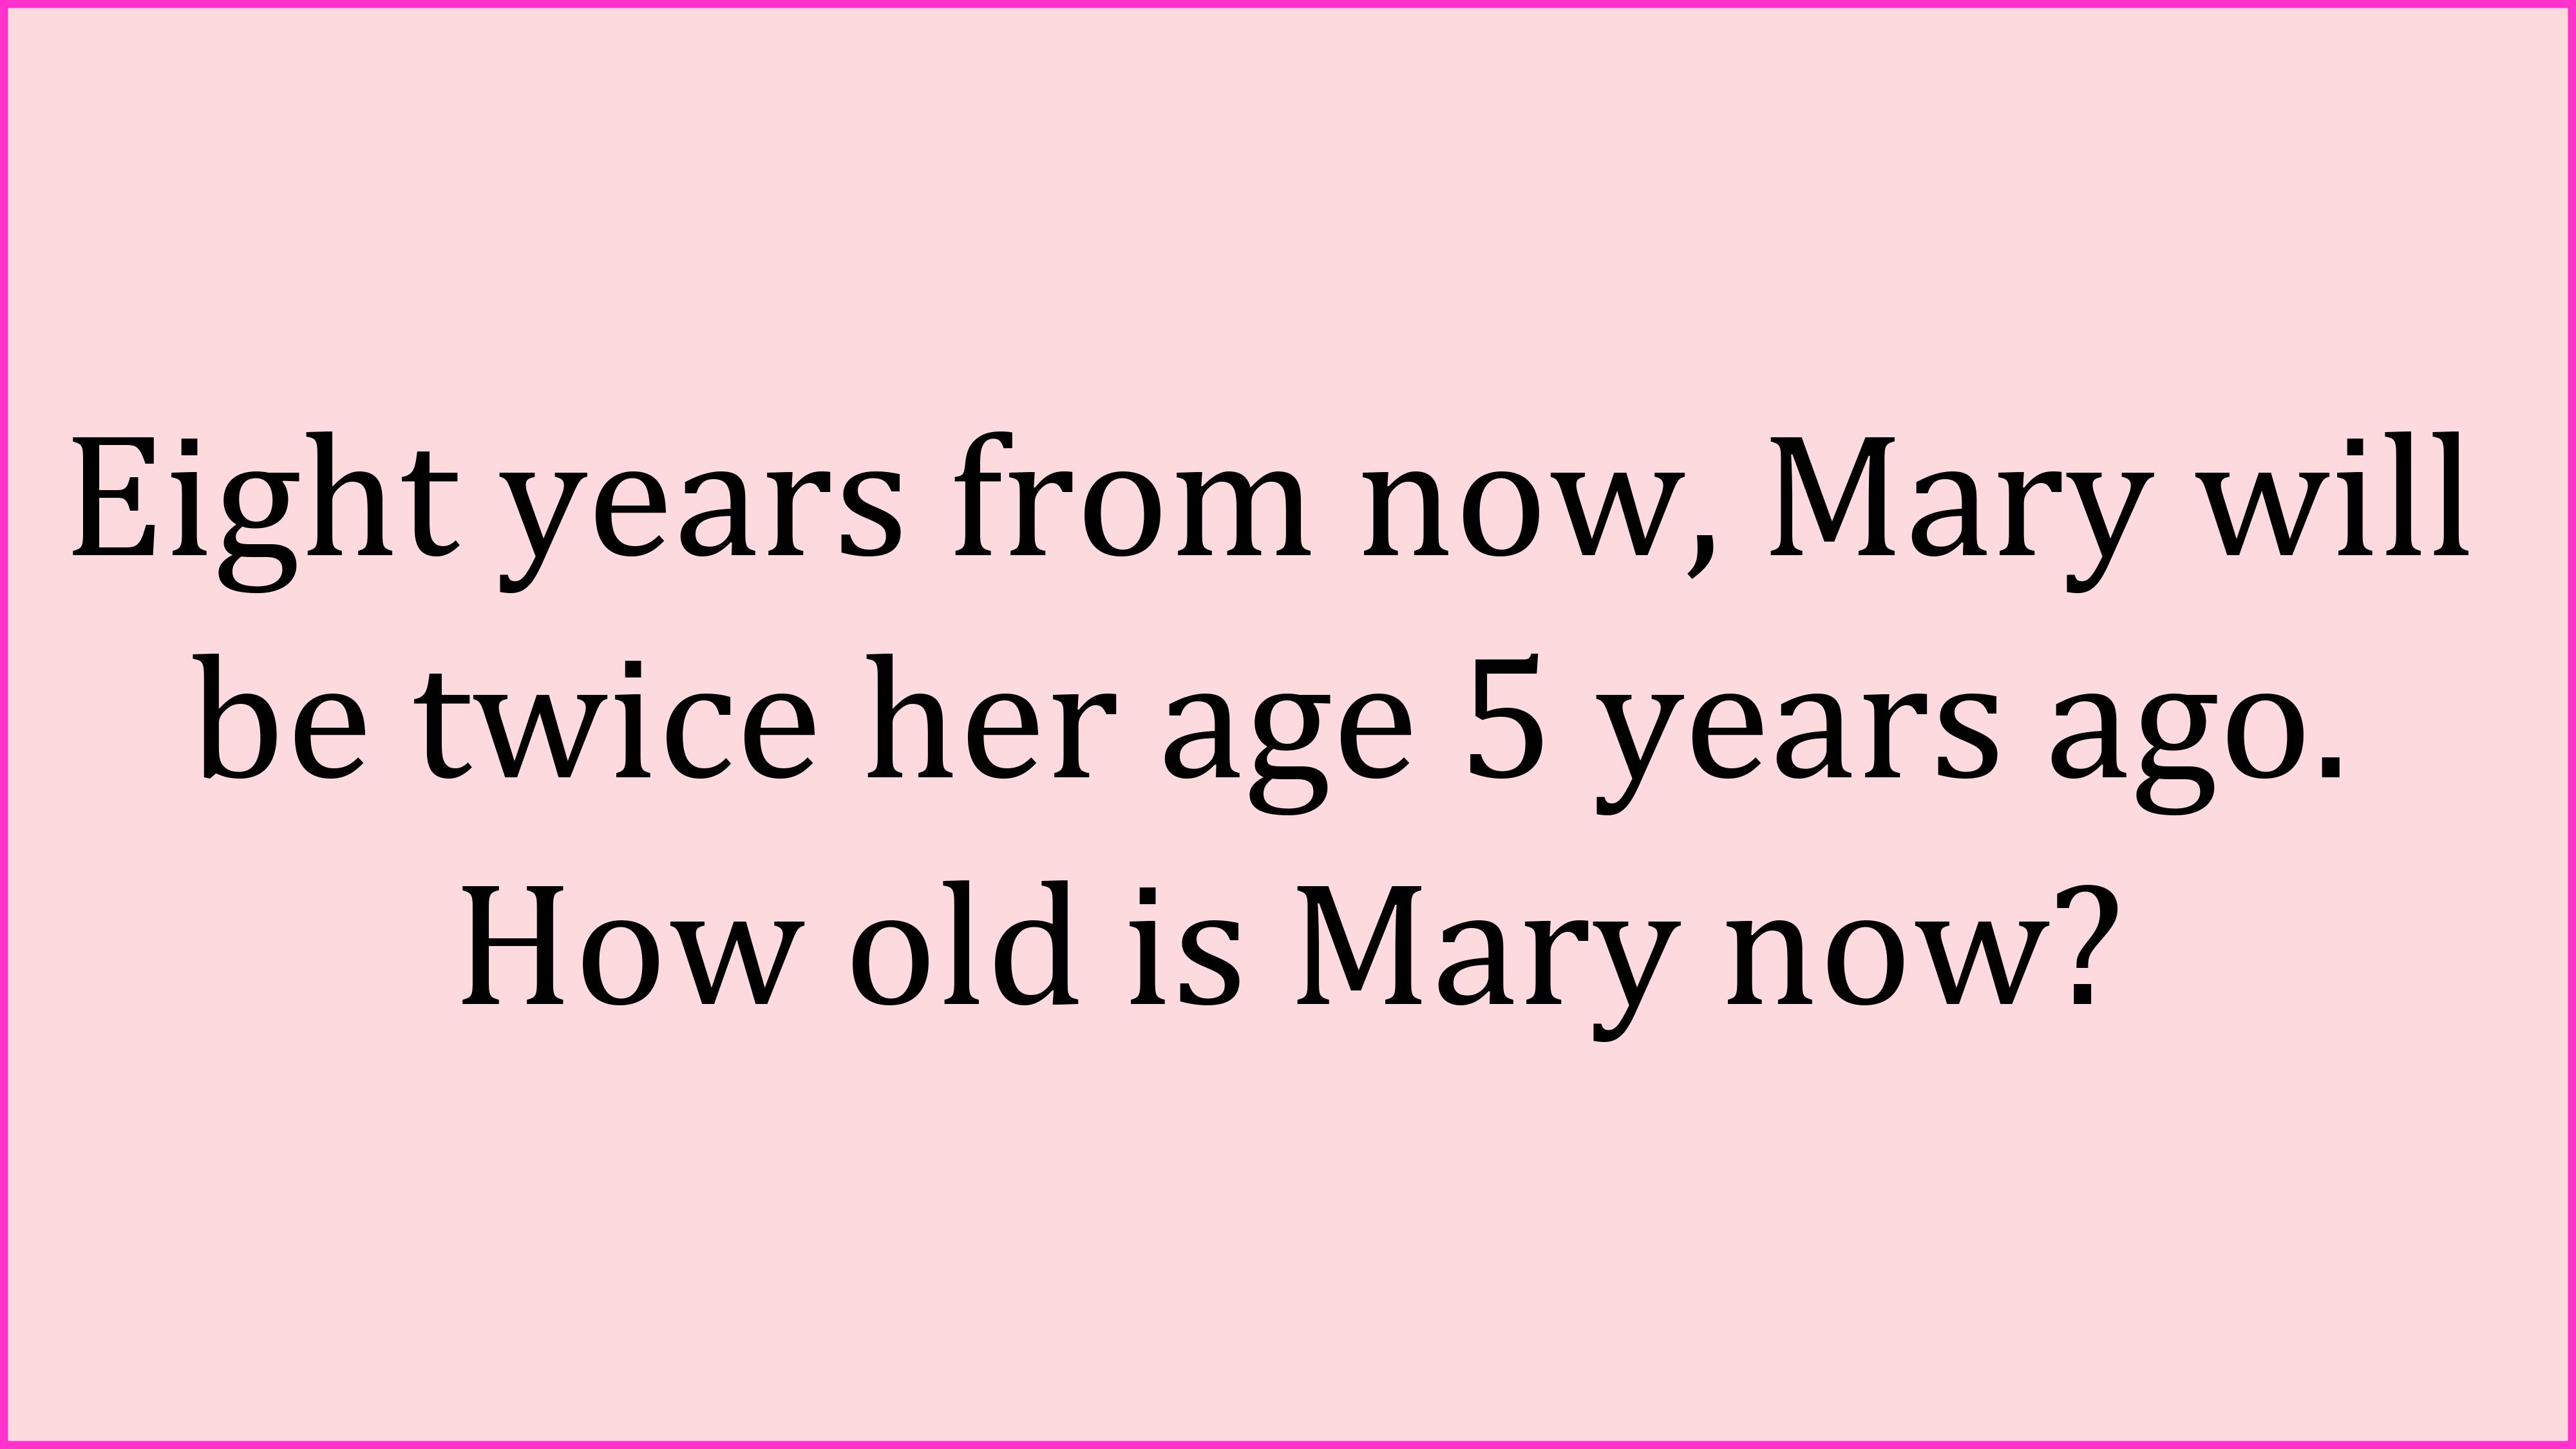 Eight years from now, Mary will
be twice her age 5 years ago.
How old is Mary now?